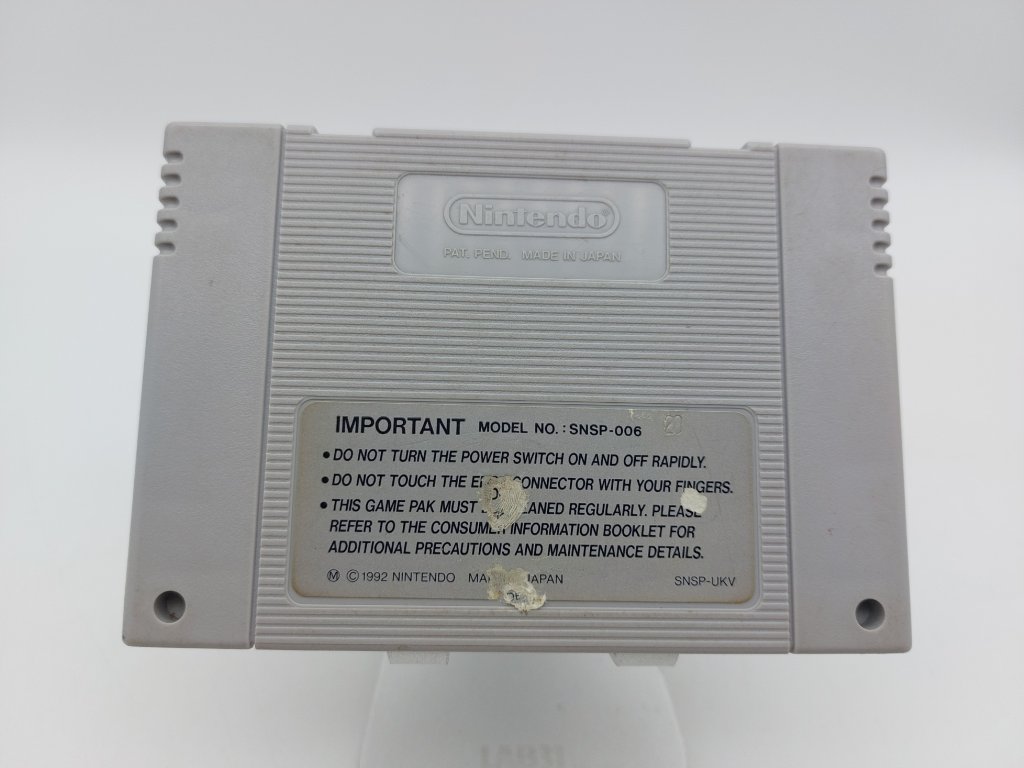 Nintendo®
PAT. PEND. MADE IN JAPAN
IMPORTANT MODEL NO. : SNSP-006
• DO NOT TURN THE POWER SWITCH ON AND OFF RAPIDLY.
• DO NOT TOUCH THE CONNECTOR WITH YOUR FINGERS.
• THIS GAME PAK MUST REGULARLY. PLEASE
REFER TO THE CONSUMER INFORMATION BOOKLET FOR
ADDITIONAL PRECAUTIONS AND MAINTENANCE DETAILS.
Ⓜ © 1992 NINTENDO JAPAN SNSP-UKV